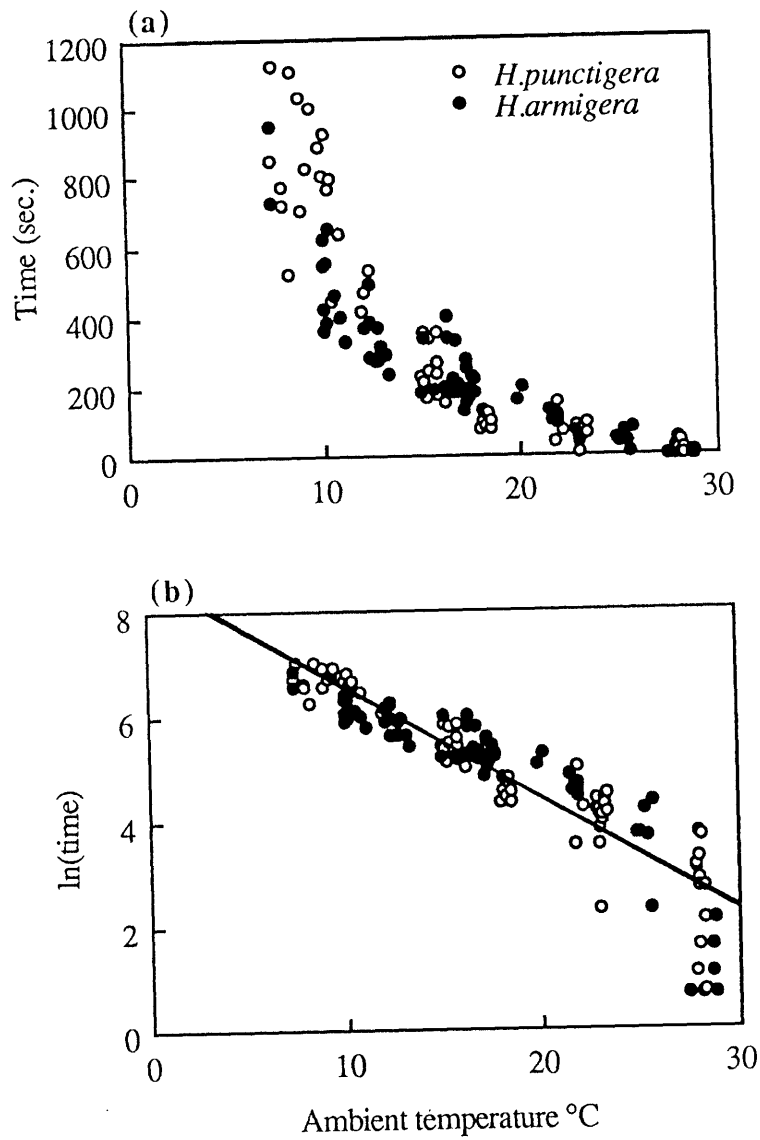 (a)
1200
1000
800
600
400
200
0
Time (sec.)
H.punctigera
H.armigera
0 10 20 30
(b)
8
6
4
2
0
ln(time)
0 10 20 30
Ambient temperature °C